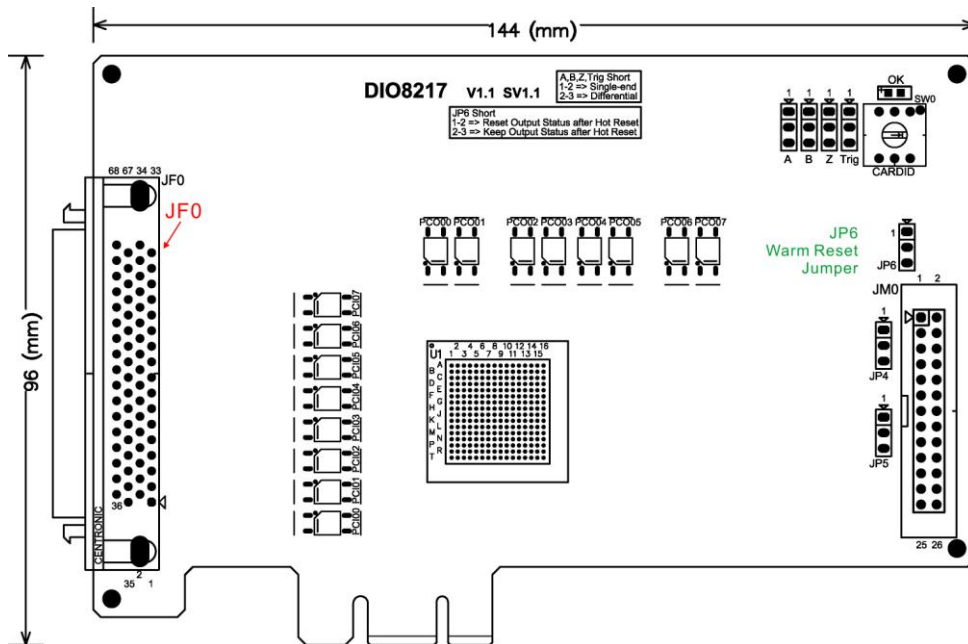 144 (mm)
96 (mm)
DIO8217 V1.1 SV1.1
A,B,Z,Trig Short
1-2 => Single-end
2-3 => Differential
JP6 Short
1-2 => Reset Output Status after Hot Reset
2-3 => Keep Output Status after Hot Reset
OK
+
SW0
1 1 1 1
A B Z Trig
CARDID
68 67 34 33
JF0
JF0
36
CENTRONIC
35 2 1
PCO00 PCO01 PCO02 PCO03 PCO04 PCO05 PCO06 PCO07
JP6
Warm Reset
Jumper
1
JP6
JM0
1 2
1
JP4
1
JP5
25 26
PCI07
PCI06
PCI05
PCI04
PCI03
PCI02
PCI01
PCI00
U1
2 4 6 8 10 12 14 16
1 3 5 7 9 11 13 15
A
B
C
D
E
F
G
H
J
K
L
M
N
P
R
T